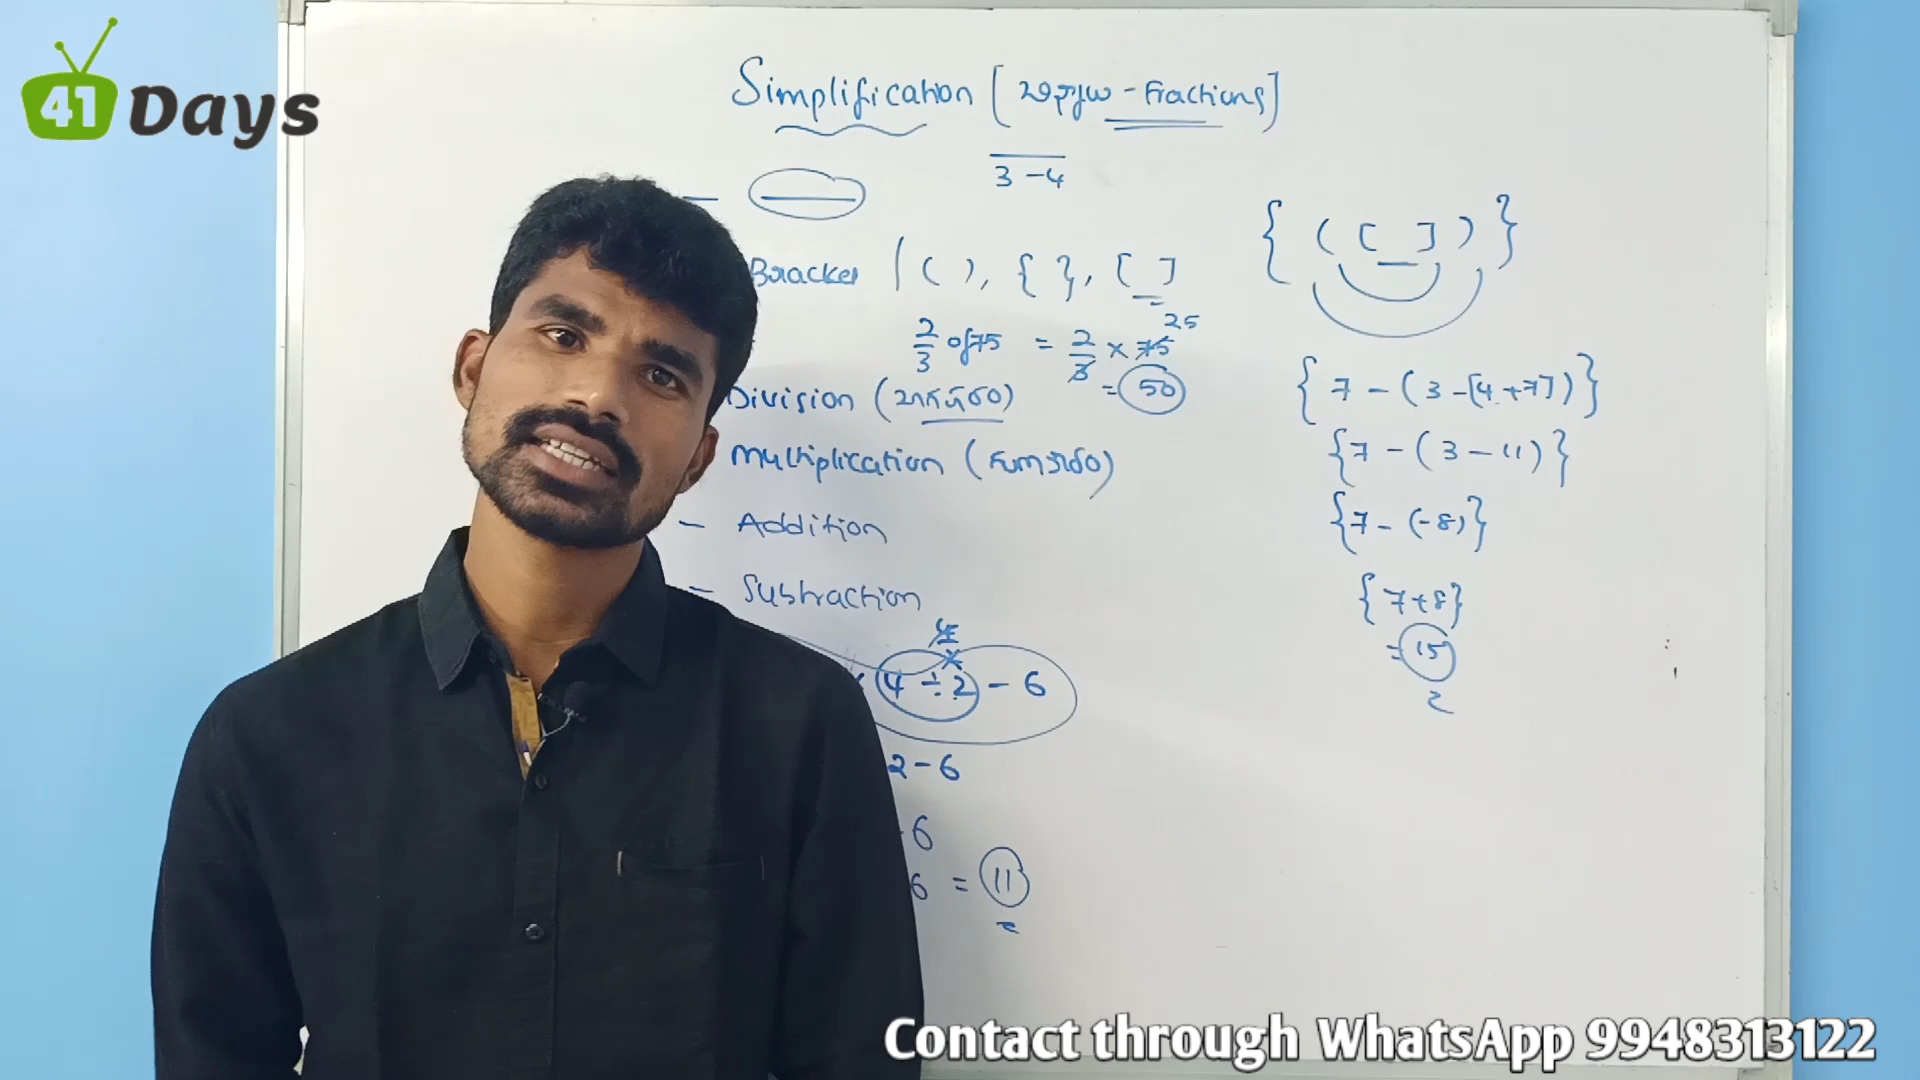 41 Days
Simplification [భిన్నాలు - Fractions]
3 - 4
Bracket ( ), { }, [ ]
{ ( [ ] ) }
2/3 of 75 = 2/3 × 75 25
= 50
Division (భాగహారం)
Multiplication (గుణకారం)
- Addition
- Subtraction
{ 7 - ( 3 - [4 + 7] ) }
{ 7 - ( 3 - 11 ) }
{ 7 - (-8) }
{ 7 + 8 }
= 15
4 ÷ 2 - 6
2 - 6
6
6 = 11
Contact through WhatsApp 9948313122